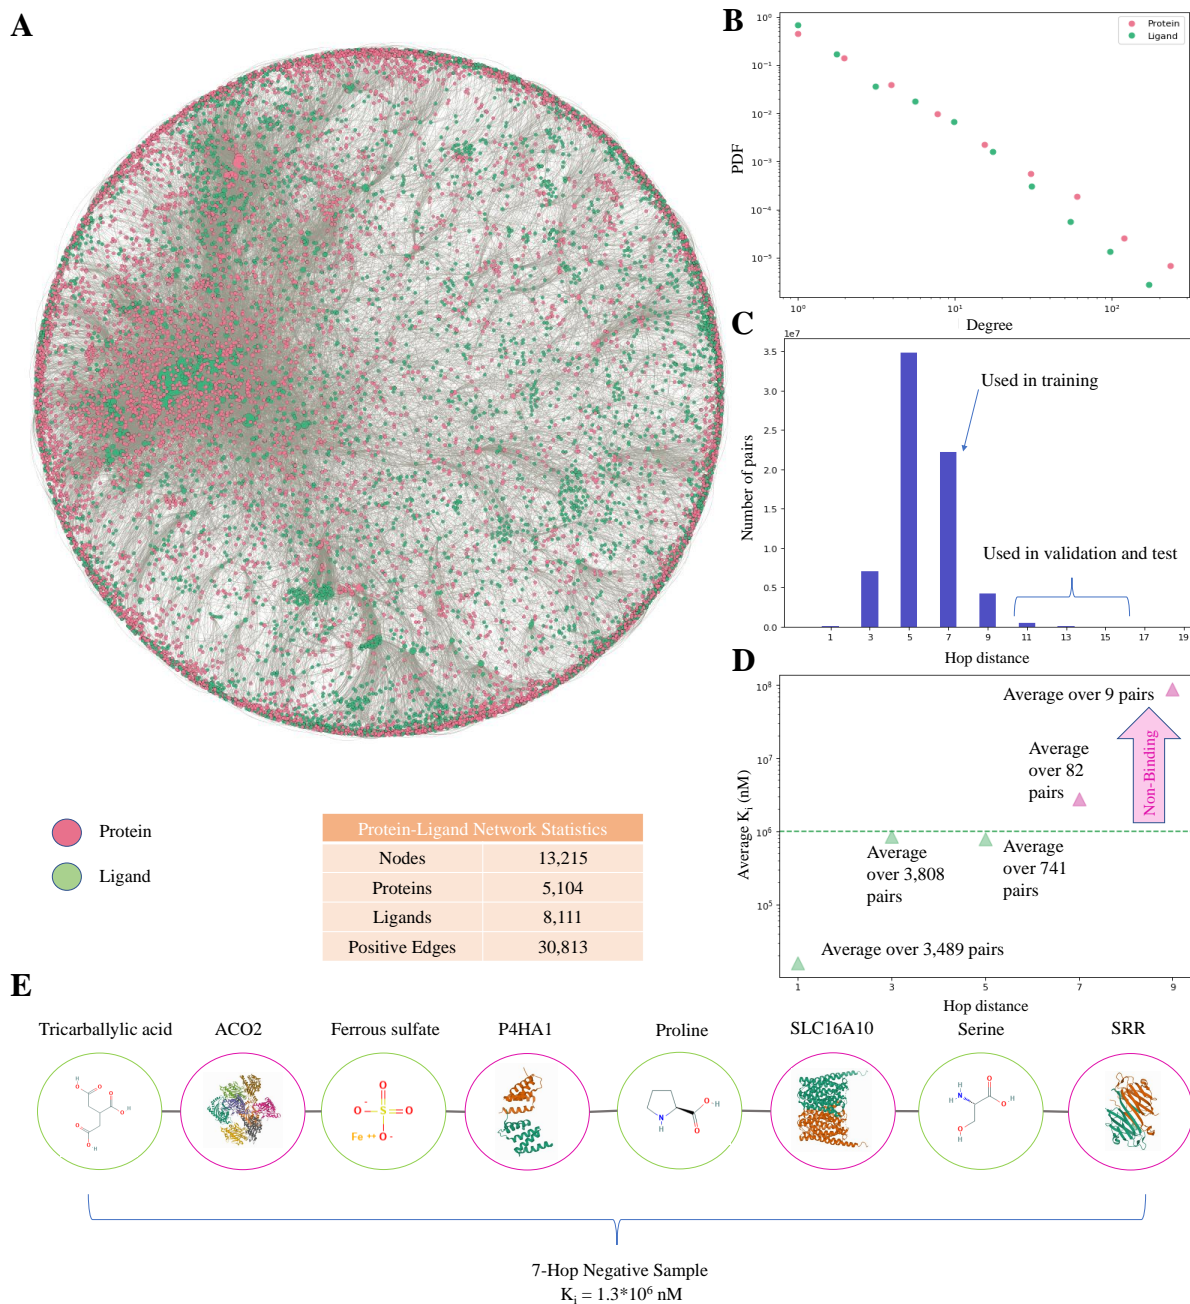 A
Protein
Ligand
Protein-Ligand Network Statistics
Nodes 13,215
Proteins 5,104
Ligands 8,111
Positive Edges 30,813
B
Protein
Ligand
PDF
10⁰
10⁻¹
10⁻²
10⁻³
10⁻⁴
10⁻⁵
10⁰ 10¹ 10²
Degree
C
1e7
Number of pairs
3.5
3.0
2.5
2.0
1.5
1.0
0.5
0.0
Used in training
Used in validation and test
1 3 5 7 9 11 13 15 17 19
Hop distance
D
Average Kᵢ (nM)
10⁸
10⁷
10⁶
10⁵
Average over 9 pairs
Non-Binding
Average
over 82
pairs
Average
over 3,808
pairs
Average
over 741
pairs
Average over 3,489 pairs
1 3 5 7 9
Hop distance
E
Tricarballylic acid ACO2 Ferrous sulfate P4HA1 Proline SLC16A10 Serine SRR
H O O O O H O O H
O O⁻ S O O⁻ Fe⁺⁺
N H O H O
H N H O O H O H
7-Hop Negative Sample
Kᵢ = 1.3*10⁶ nM